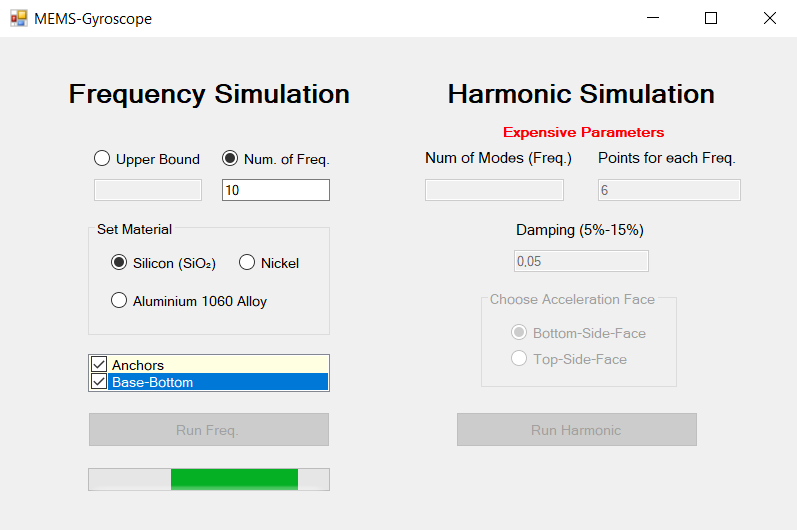 MEMS-Gyroscope
Frequency Simulation
Upper Bound
Num. of Freq.
10
Set Material
Silicon (SiO₂)
Nickel
Aluminium 1060 Alloy
Anchors
Base-Bottom
Run Freq.
Harmonic Simulation
Expensive Parameters
Num of Modes (Freq.)
Points for each Freq.
6
Damping (5%-15%)
0,05
Choose Acceleration Face
Bottom-Side-Face
Top-Side-Face
Run Harmonic